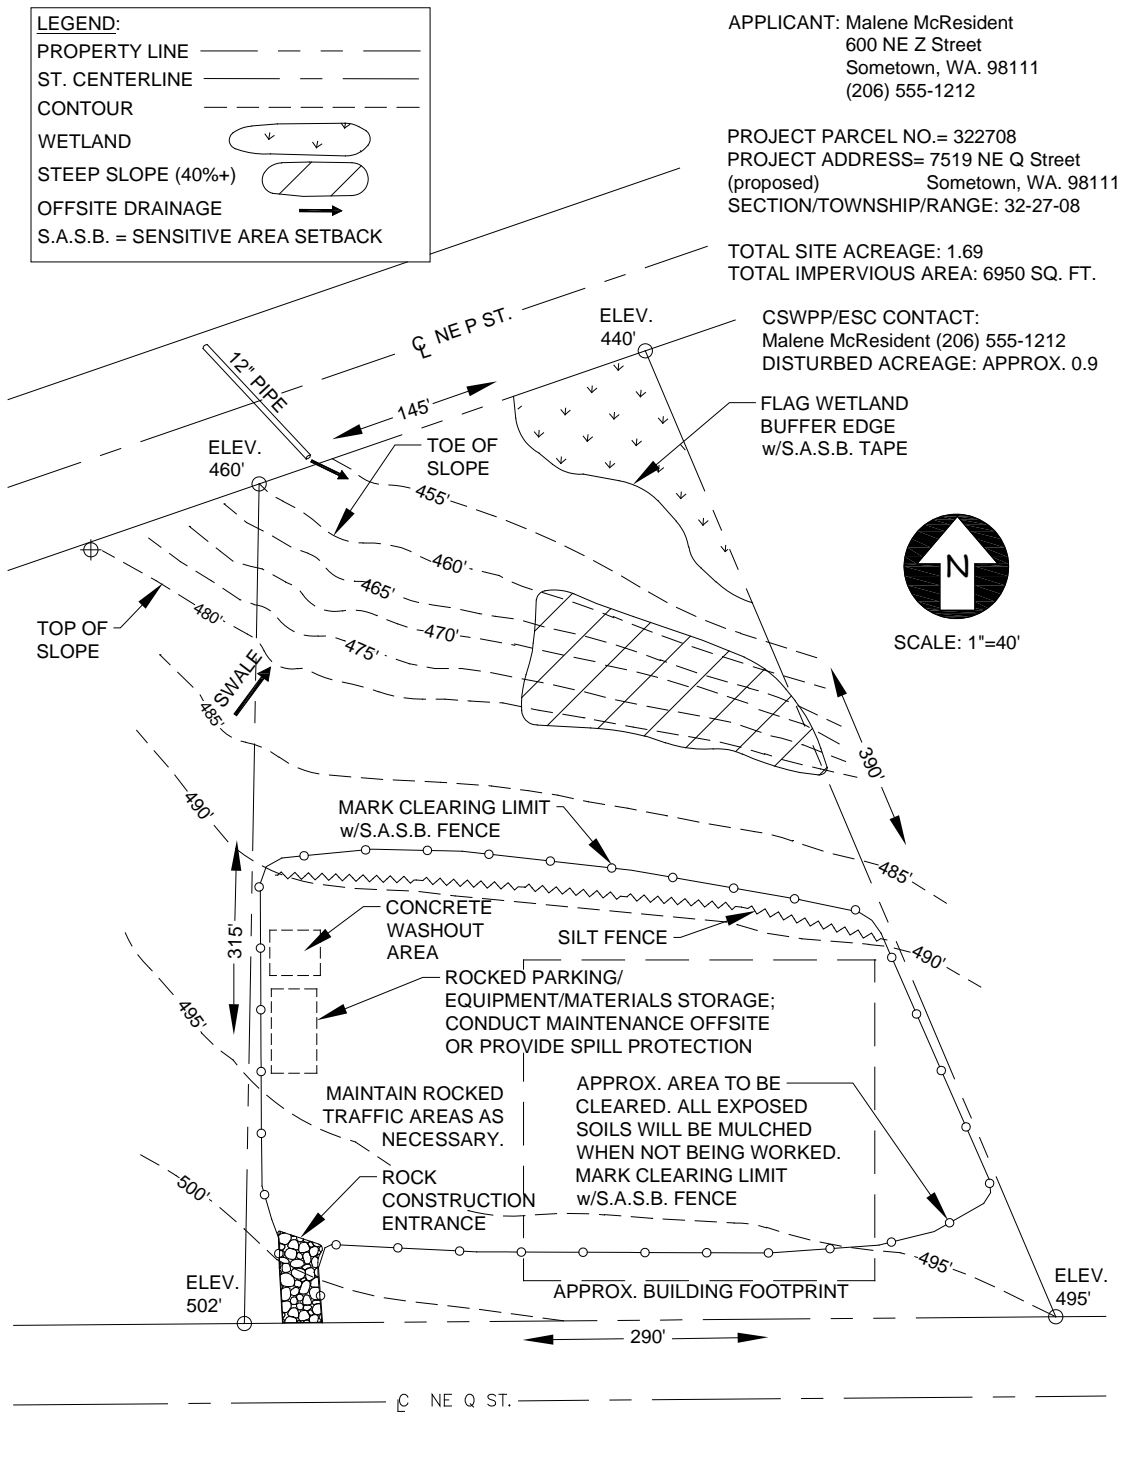 LEGEND:
PROPERTY LINE
ST. CENTERLINE
CONTOUR
WETLAND
STEEP SLOPE (40%+)
OFFSITE DRAINAGE
S.A.S.B. = SENSITIVE AREA SETBACK
APPLICANT: Malene McResident
600 NE Z Street
Sometown, WA. 98111
(206) 555-1212
PROJECT PARCEL NO.= 322708
PROJECT ADDRESS= 7519 NE Q Street
(proposed) Sometown, WA. 98111
SECTION/TOWNSHIP/RANGE: 32-27-08
TOTAL SITE ACREAGE: 1.69
TOTAL IMPERVIOUS AREA: 6950 SQ. FT.
CSWPP/ESC CONTACT:
Malene McResident (206) 555-1212
DISTURBED ACREAGE: APPROX. 0.9
℄ NE P ST.
ELEV.
440'
12" PIPE
145'
FLAG WETLAND
BUFFER EDGE
w/S.A.S.B. TAPE
ELEV.
460'
TOE OF
SLOPE
455'
460'
465'
470'
475'
480'
TOP OF
SLOPE
SWALE
485'
N
SCALE: 1"=40'
390'
490'
MARK CLEARING LIMIT
w/S.A.S.B. FENCE
485'
315'
CONCRETE
WASHOUT
AREA
SILT FENCE
490'
ROCKED PARKING/
EQUIPMENT/MATERIALS STORAGE;
CONDUCT MAINTENANCE OFFSITE
OR PROVIDE SPILL PROTECTION
495'
MAINTAIN ROCKED
TRAFFIC AREAS AS
NECESSARY.
APPROX. AREA TO BE
CLEARED. ALL EXPOSED
SOILS WILL BE MULCHED
WHEN NOT BEING WORKED.
MARK CLEARING LIMIT
w/S.A.S.B. FENCE
500'
ROCK
CONSTRUCTION
ENTRANCE
495'
ELEV.
502'
APPROX. BUILDING FOOTPRINT
ELEV.
495'
290'
℄ NE Q ST.